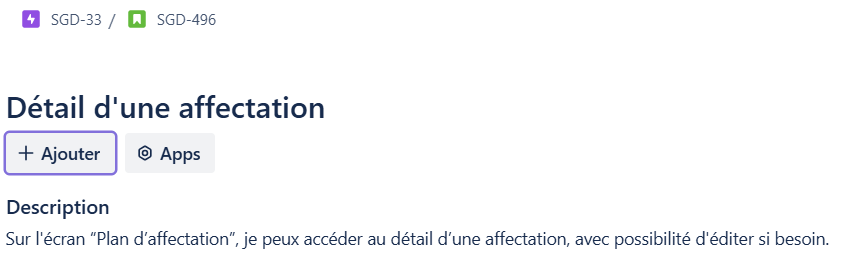 SGD-33 / SGD-496
Détail d'une affectation
+ Ajouter Apps
Description
Sur l'écran “Plan d’affectation”, je peux accéder au détail d’une affectation, avec possibilité d'éditer si besoin.